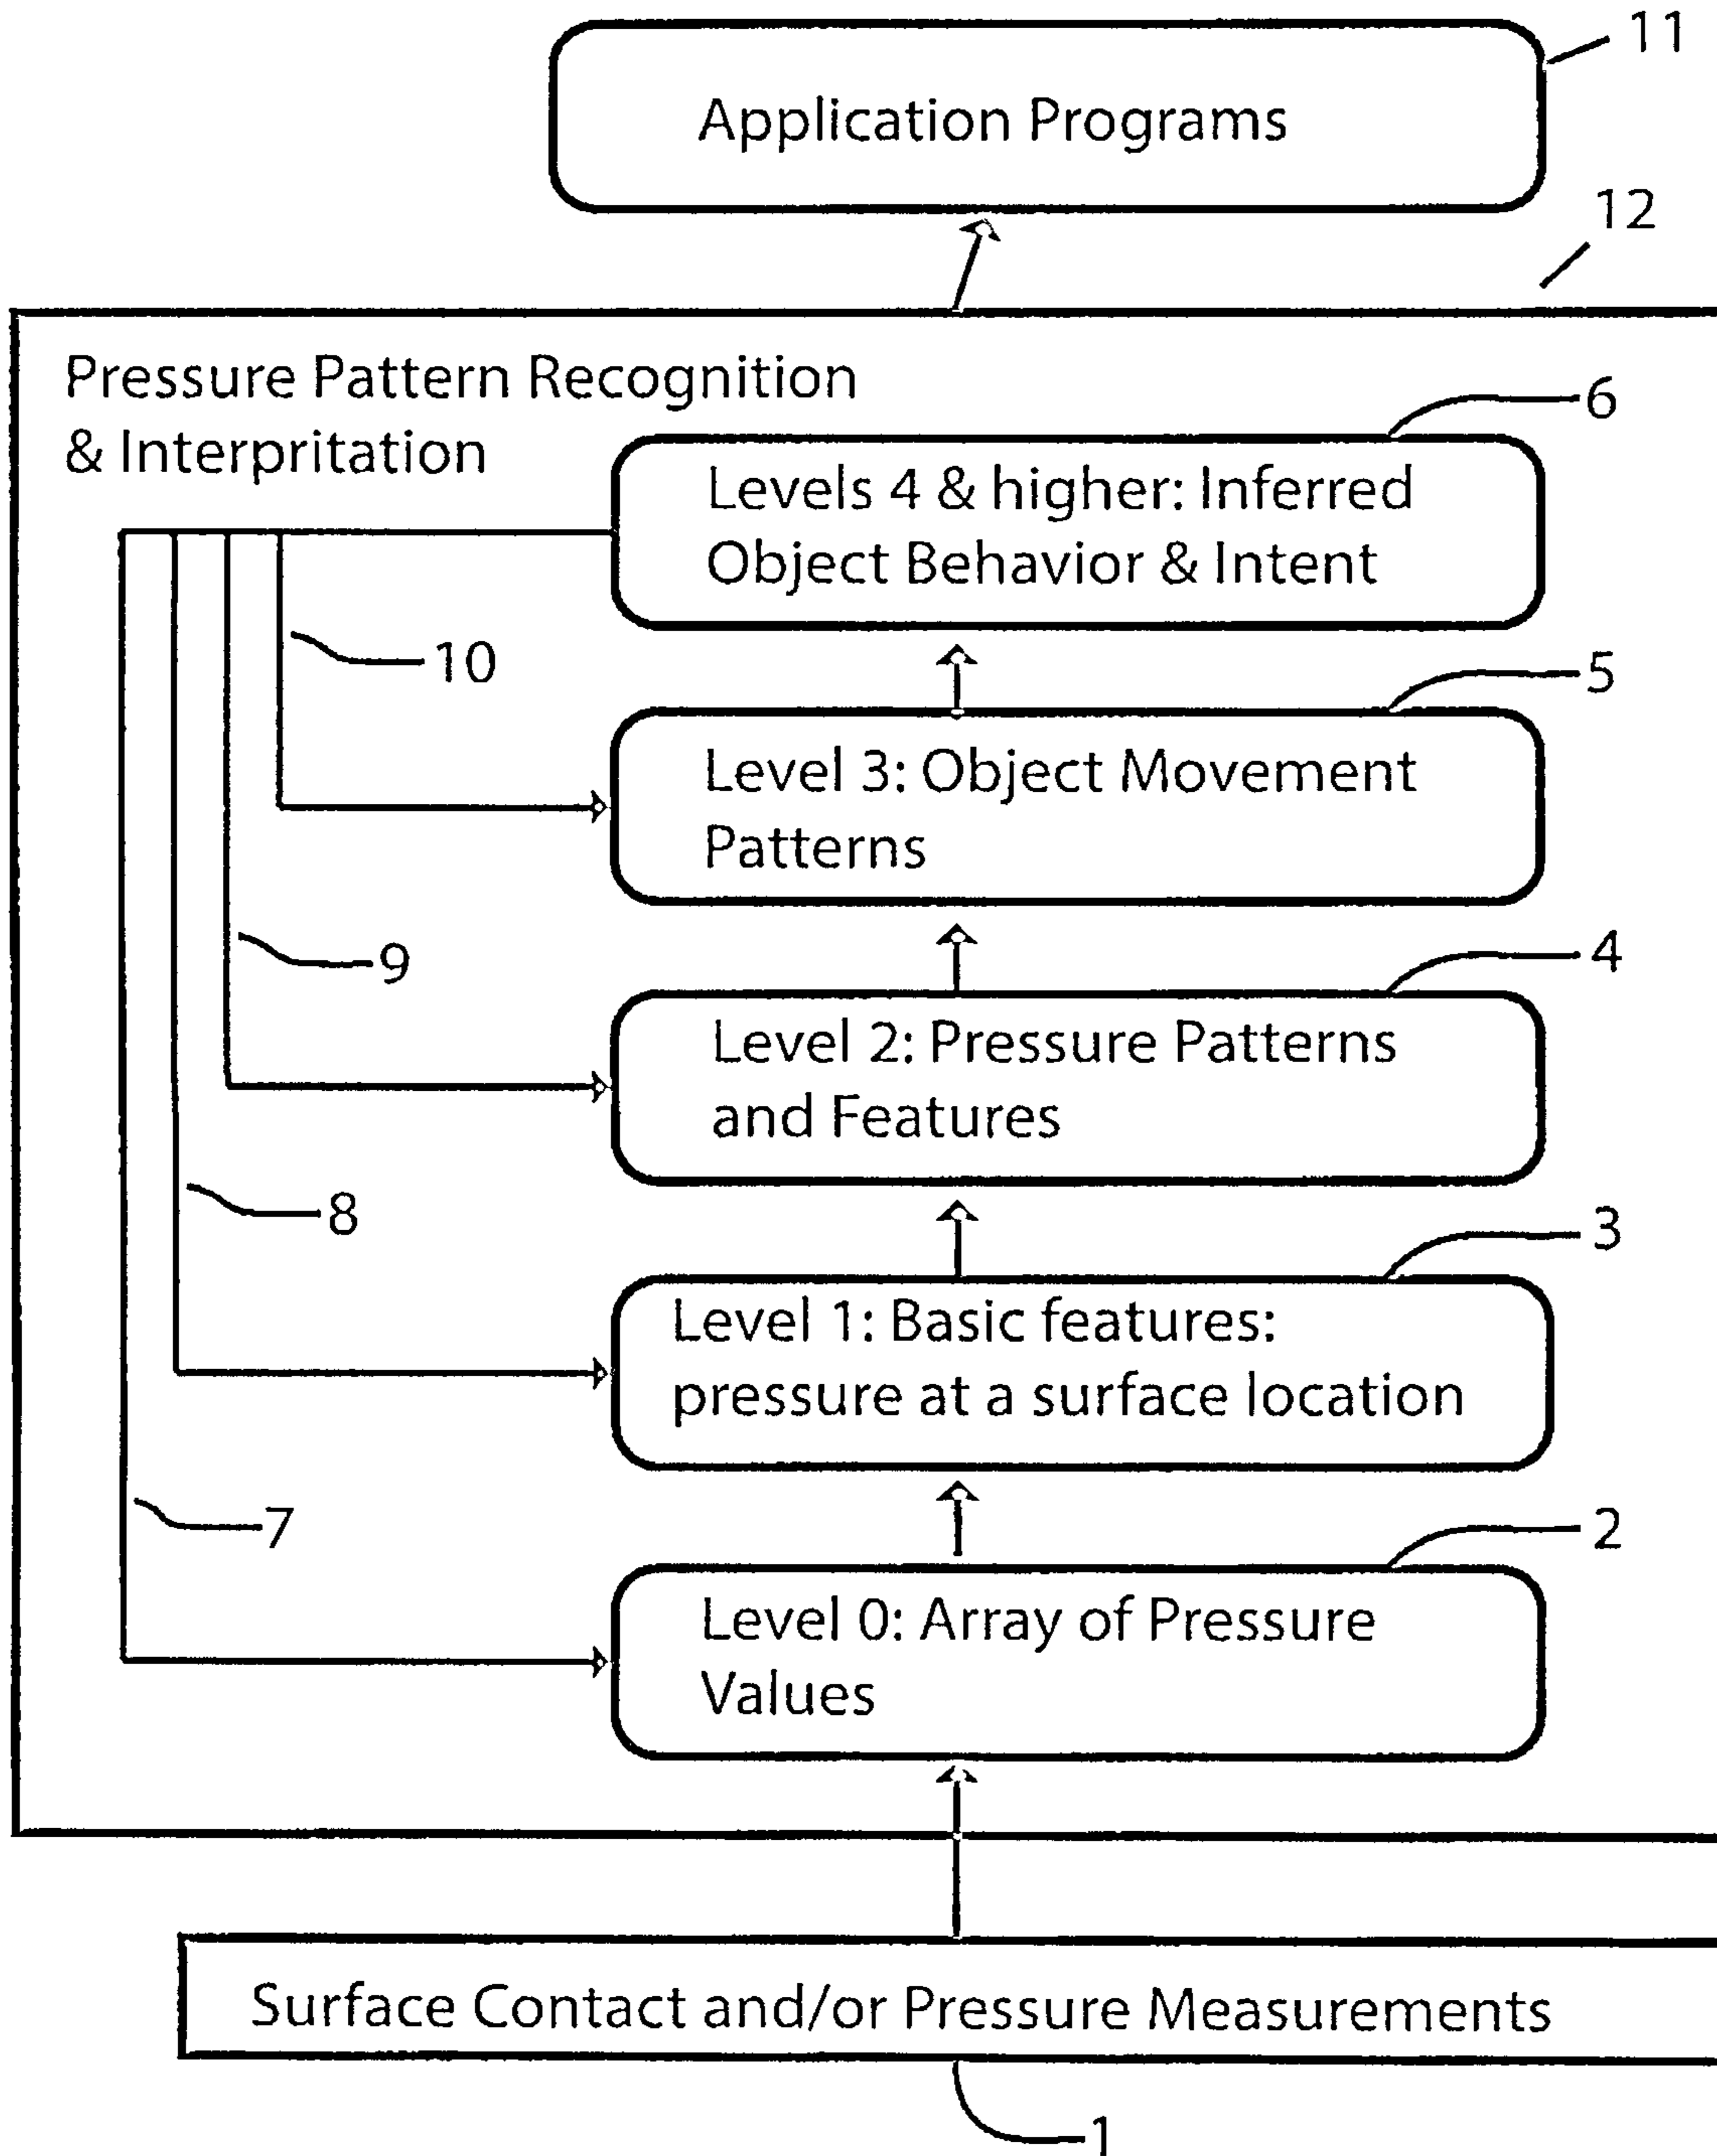 11
Application Programs
12
Pressure Pattern Recognition
& Interpritation
6
Levels 4 & higher: Inferred
Object Behavior & Intent
10
5
Level 3: Object Movement
Patterns
9
4
Level 2: Pressure Patterns
and Features
8
3
Level 1: Basic features:
pressure at a surface location
7
2
Level 0: Array of Pressure
Values
Surface Contact and/or Pressure Measurements
1